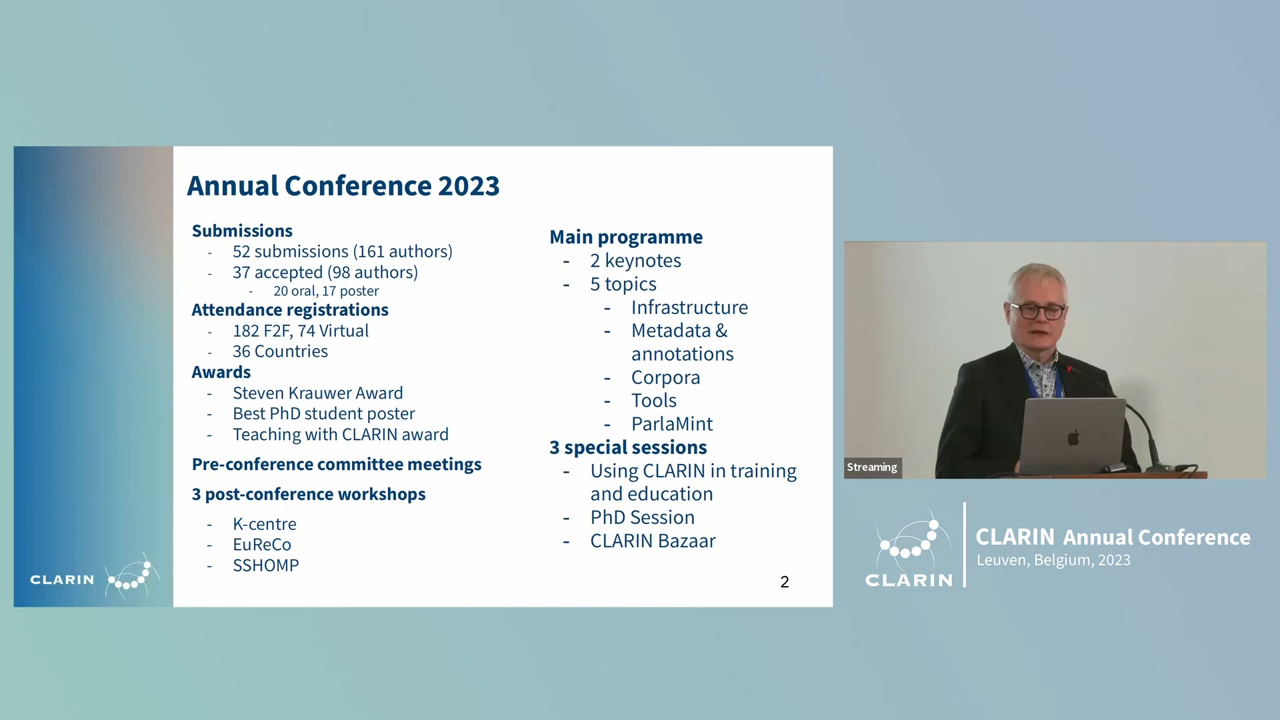 Annual Conference 2023
Submissions
- 52 submissions (161 authors)
- 37 accepted (98 authors)
- 20 oral, 17 poster
Attendance registrations
- 182 F2F, 74 Virtual
- 36 Countries
Awards
- Steven Krauwer Award
- Best PhD student poster
- Teaching with CLARIN award
Pre-conference committee meetings
3 post-conference workshops
- K-centre
- EuReCo
- SSHOMP
Main programme
- 2 keynotes
- 5 topics
- Infrastructure
- Metadata &
annotations
- Corpora
- Tools
- ParlaMint
3 special sessions
- Using CLARIN in training
and education
- PhD Session
- CLARIN Bazaar
2
CLARIN
Streaming
CLARIN
CLARIN Annual Conference
Leuven, Belgium, 2023